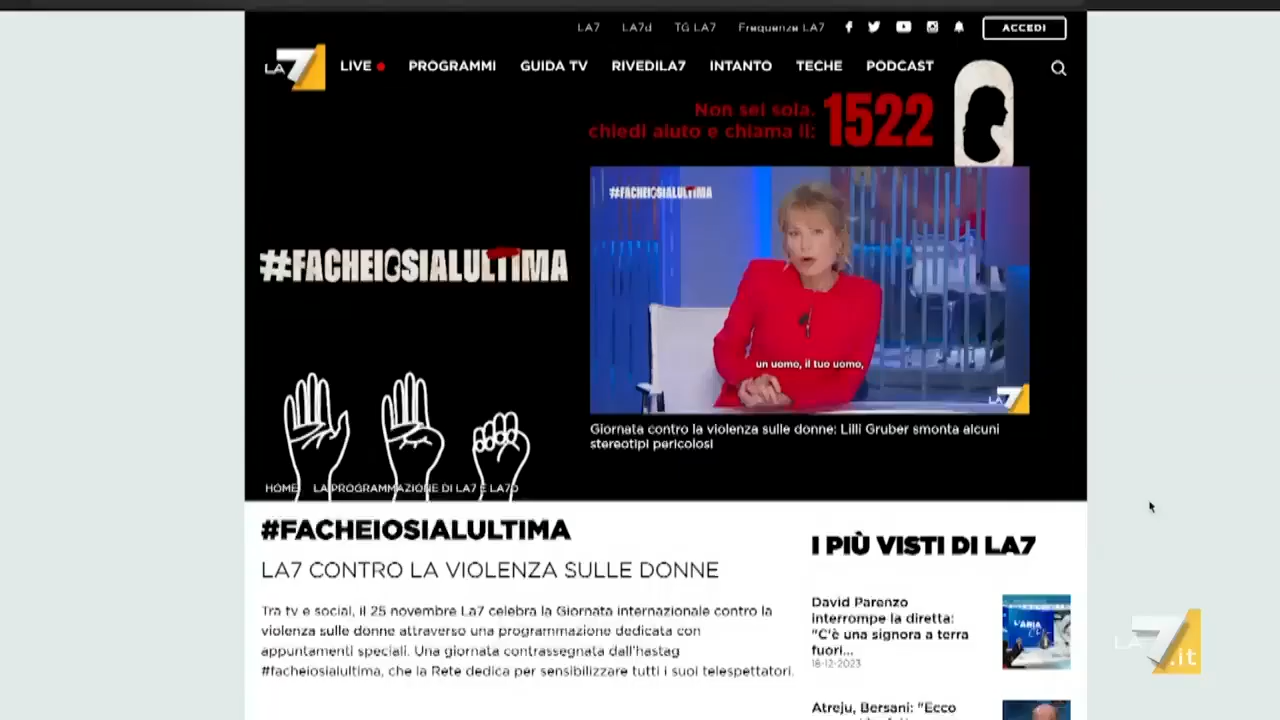 LA7 LA7d TG LA7 Frequenze LA7 ACCEDI
LA7 LIVE PROGRAMMI GUIDA TV RIVEDILA7 INTANTO TECHE PODCAST
Non sei sola,
chiedi aiuto e chiama il:
1522
#FACHEIOSIALULTIMA
#FACHEIOSIALULTIMA
un uomo, il tuo uomo,
LA7
Giornata contro la violenza sulle donne: Lilli Gruber smonta alcuni
stereotipi pericolosi
HOME LA PROGRAMMAZIONE DI LA7 E LA7D
#FACHEIOSIALULTIMA
LA7 CONTRO LA VIOLENZA SULLE DONNE
Tra tv e social, il 25 novembre La7 celebra la Giornata internazionale contro la
violenza sulle donne attraverso una programmazione dedicata con
appuntamenti speciali. Una giornata contrassegnata dall'hastag
#facheiosialultima, che la Rete dedica per sensibilizzare tutti i suoi telespettatori.
I PIÙ VISTI DI LA7
David Parenzo
interrompe la diretta:
"C'è una signora a terra
fuori...
18-12-2023
L'ARIA
Atreju, Bersani: "Ecco
LA7.it